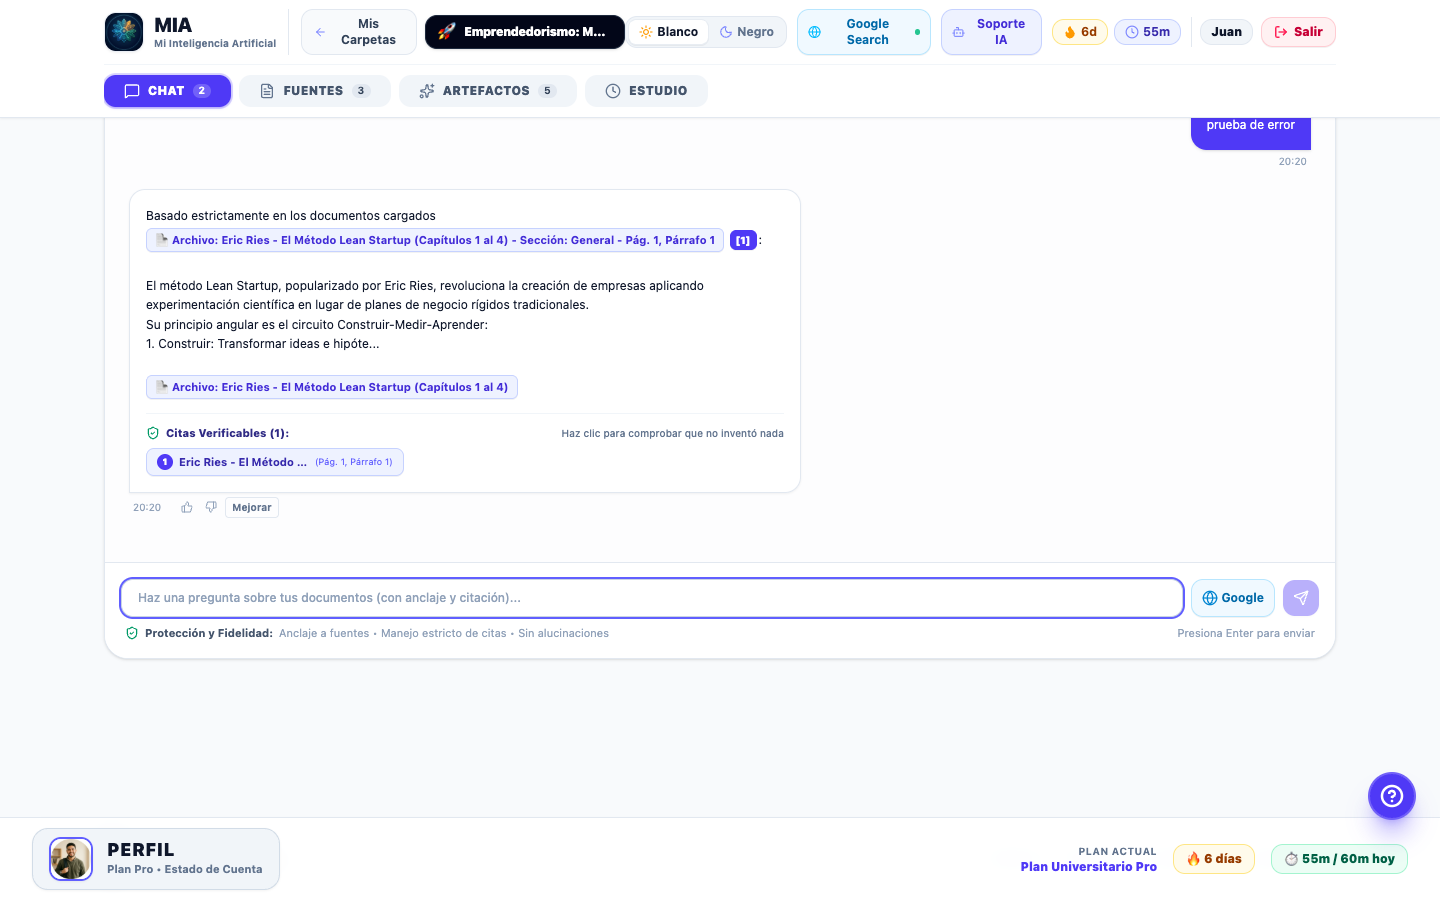 MIA
Mi Inteligencia Artificial
Mis
Carpetas
🚀 Emprendedorismo: M...
Blanco
Negro
Google
Search
Soporte
IA
6d
55m
Juan
Salir
CHAT 2
FUENTES 3
ARTEFACTOS 5
ESTUDIO
prueba de error
20:20
Basado estrictamente en los documentos cargados
Archivo: Eric Ries - El Método Lean Startup (Capítulos 1 al 4) - Sección: General - Pág. 1, Párrafo 1 [1] :
El método Lean Startup, popularizado por Eric Ries, revoluciona la creación de empresas aplicando
experimentación científica en lugar de planes de negocio rígidos tradicionales.
Su principio angular es el circuito Construir-Medir-Aprender:
1. Construir: Transformar ideas e hipóte...
Archivo: Eric Ries - El Método Lean Startup (Capítulos 1 al 4)
Citas Verificables (1):
Haz clic para comprobar que no inventó nada
1 Eric Ries - El Método ... (Pág. 1, Párrafo 1)
20:20
Mejorar
Haz una pregunta sobre tus documentos (con anclaje y citación)...
Google
Protección y Fidelidad: Anclaje a fuentes • Manejo estricto de citas • Sin alucinaciones
Presiona Enter para enviar
PERFIL
Plan Pro • Estado de Cuenta
PLAN ACTUAL
Plan Universitario Pro
🔥 6 días
⏱ 55m / 60m hoy